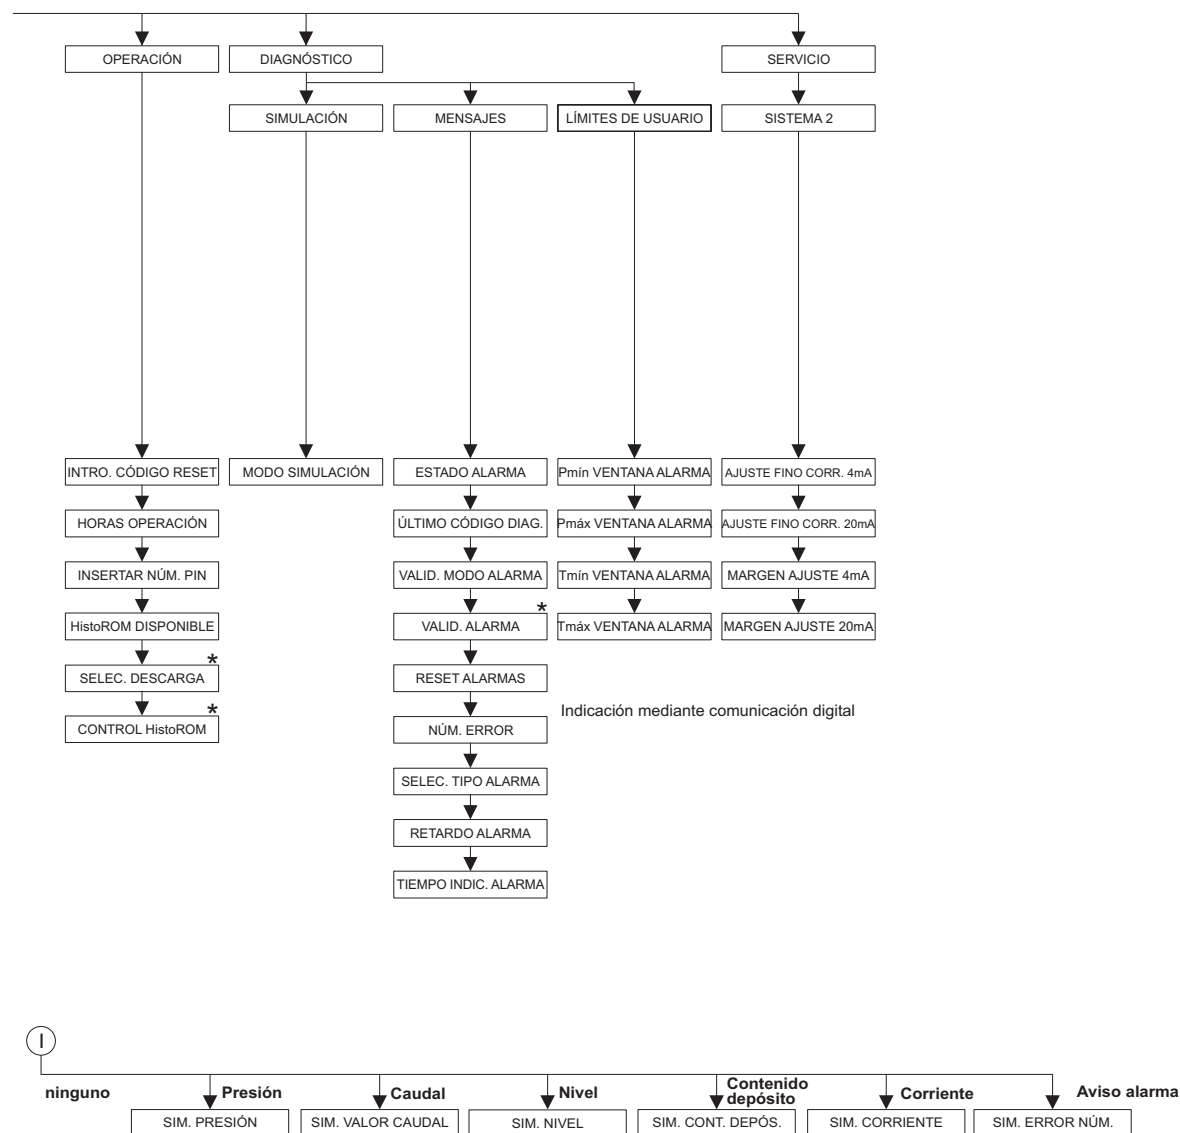 OPERACIÓN
DIAGNÓSTICO
SERVICIO
SIMULACIÓN
MENSAJES
LÍMITES DE USUARIO
SISTEMA 2
INTRO. CÓDIGO RESET
MODO SIMULACIÓN
ESTADO ALARMA
Pmín VENTANA ALARMA
AJUSTE FINO CORR. 4mA
HORAS OPERACIÓN
ÚLTIMO CÓDIGO DIAG.
Pmáx VENTANA ALARMA
AJUSTE FINO CORR. 20mA
INSERTAR NÚM. PIN
VALID. MODO ALARMA
Tmín VENTANA ALARMA
MARGEN AJUSTE 4mA
*
HistoROM DISPONIBLE
VALID. ALARMA
Tmáx VENTANA ALARMA
MARGEN AJUSTE 20mA
*
SELEC. DESCARGA
RESET ALARMAS
*
CONTROL HistoROM
NÚM. ERROR
Indicación mediante comunicación digital
SELEC. TIPO ALARMA
RETARDO ALARMA
TIEMPO INDIC. ALARMA
I
ninguno
Presión
Caudal
Nivel
Contenido
depósito
Corriente
Aviso alarma
SIM. PRESIÓN
SIM. VALOR CAUDAL
SIM. NIVEL
SIM. CONT. DEPÓS.
SIM. CORRIENTE
SIM. ERROR NÚM.